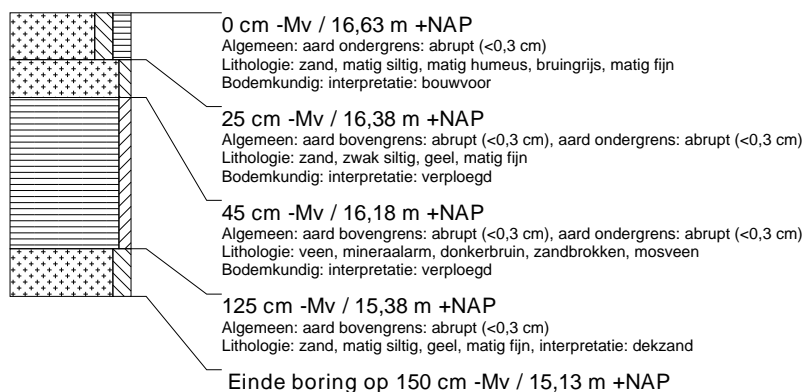 0 cm -Mv / 16,63 m +NAP
Algemeen: aard ondergrens: abrupt (<0,3 cm)
Lithologie: zand, matig siltig, matig humeus, bruingrijs, matig fijn
Bodemkundig: interpretatie: bouwvoor
25 cm -Mv / 16,38 m +NAP
Algemeen: aard bovengrens: abrupt (<0,3 cm), aard ondergrens: abrupt (<0,3 cm)
Lithologie: zand, zwak siltig, geel, matig fijn
Bodemkundig: interpretatie: verploegd
45 cm -Mv / 16,18 m +NAP
Algemeen: aard bovengrens: abrupt (<0,3 cm), aard ondergrens: abrupt (<0,3 cm)
Lithologie: veen, mineraalarm, donkerbruin, zandbrokken, mosveen
Bodemkundig: interpretatie: verploegd
125 cm -Mv / 15,38 m +NAP
Algemeen: aard bovengrens: abrupt (<0,3 cm)
Lithologie: zand, matig siltig, geel, matig fijn, interpretatie: dekzand
Einde boring op 150 cm -Mv / 15,13 m +NAP